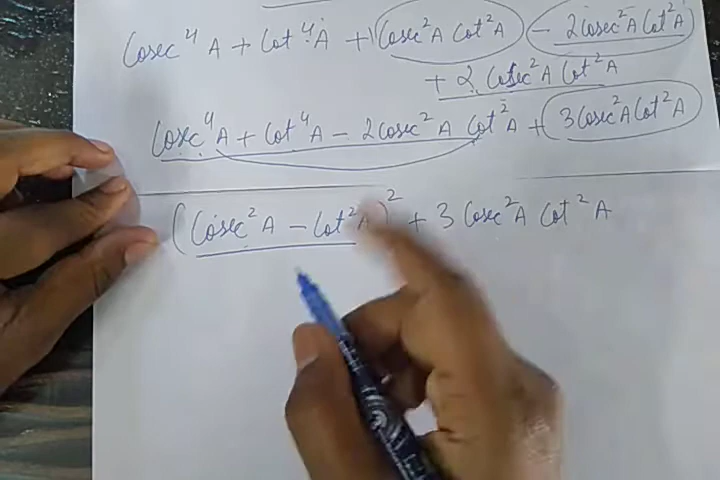 Cosec⁴A + Cot⁴A + Cosec²A Cot²A - 2Cosec²A Cot²A
+ 2 Cosec²A Cot²A
Cosec⁴A + Cot⁴A - 2Cosec²A Cot²A + 3Cosec²A Cot²A
(Cosec²A - Cot²A)² + 3 Cosec²A Cot²A